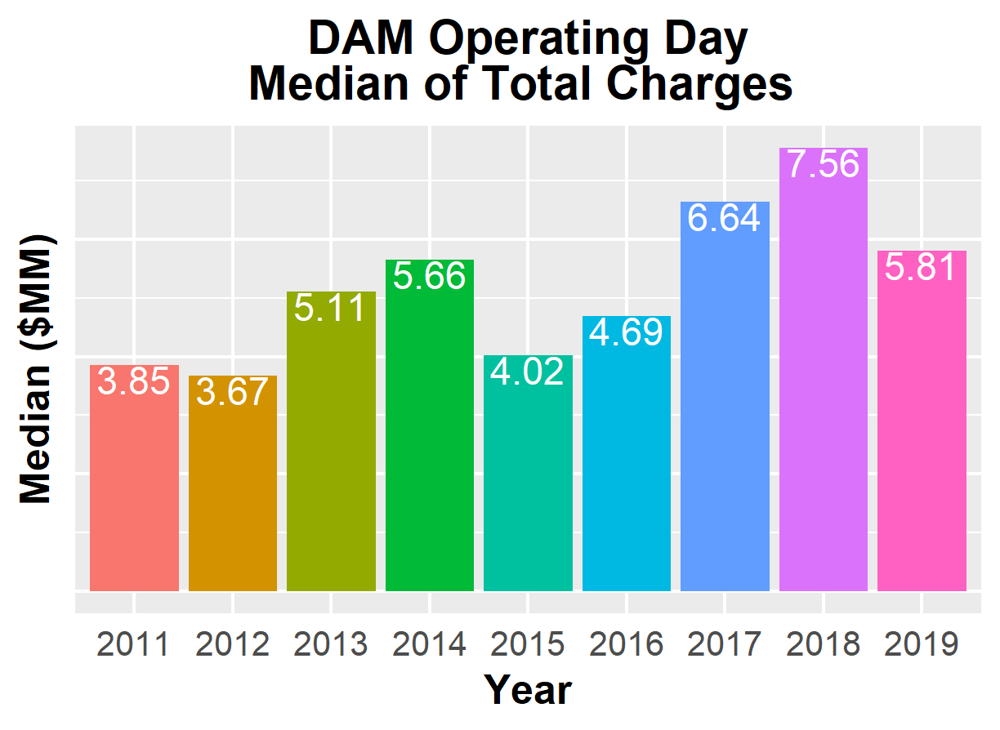 DAM Operating Day
Median of Total Charges
Median ($MM)
3.85
3.67
5.11
5.66
4.02
4.69
6.64
7.56
5.81
2011 2012 2013 2014 2015 2016 2017 2018 2019
Year